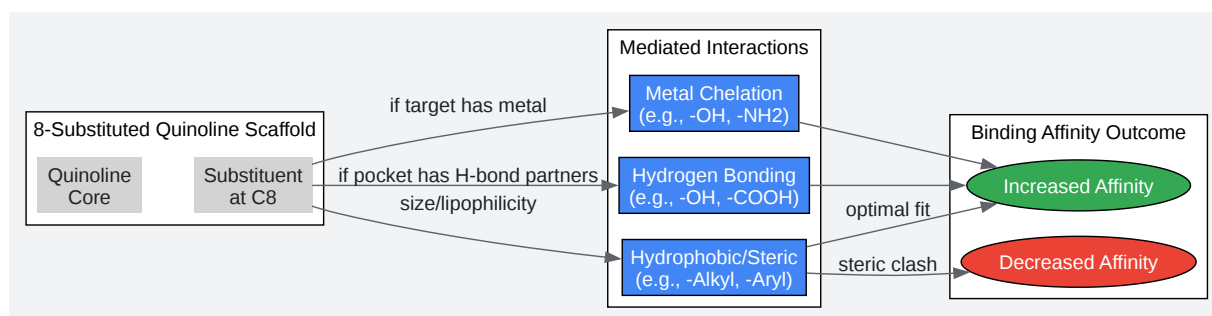 8-Substituted Quinoline Scaffold
Quinoline
Core
Substituent
at C8
if target has metal
if pocket has H-bond partners
size/lipophilicity
Mediated Interactions
Metal Chelation
(e.g., -OH, -NH2)
Hydrogen Bonding
(e.g., -OH, -COOH)
Hydrophobic/Steric
(e.g., -Alkyl, -Aryl)
optimal fit
steric clash
Binding Affinity Outcome
Increased Affinity
Decreased Affinity